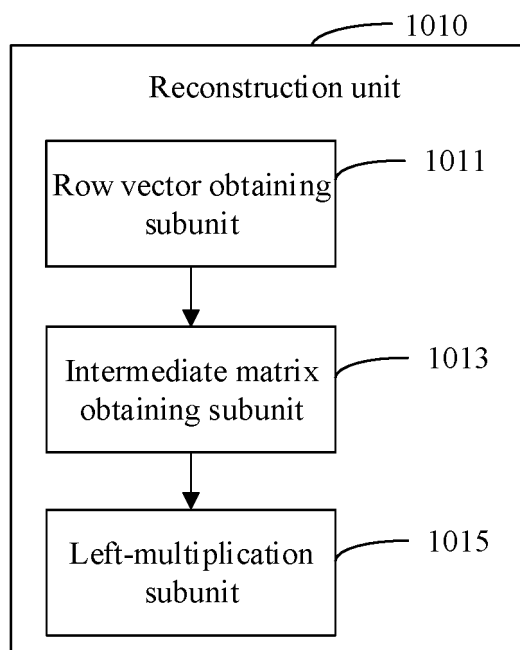 1010
Reconstruction unit
1011
Row vector obtaining
subunit
1013
Intermediate matrix
obtaining subunit
1015
Left-multiplication
subunit